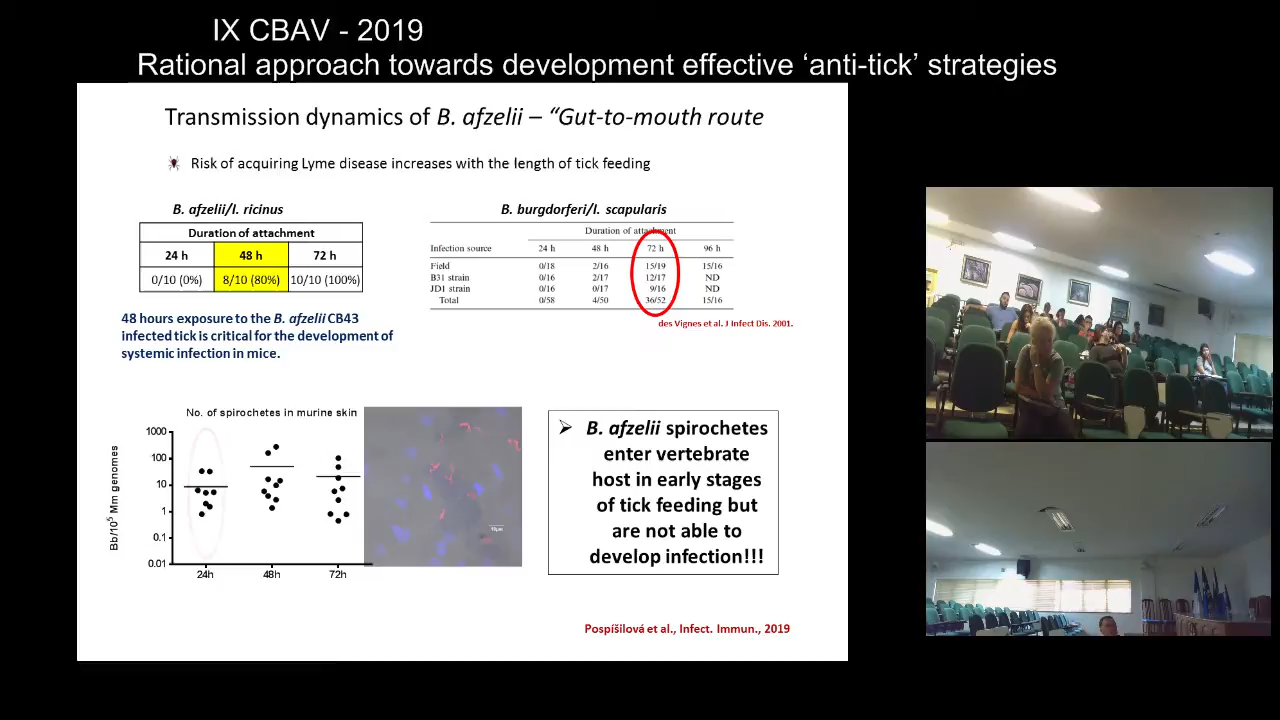 IX CBAV - 2019
Rational approach towards development effective ‘anti-tick’ strategies
Transmission dynamics of B. afzelii – “Gut-to-mouth route
Risk of acquiring Lyme disease increases with the length of tick feeding
B. afzelii/I. ricinus
Duration of attachment
24 h 48 h 72 h
0/10 (0%) 8/10 (80%) 10/10 (100%)
48 hours exposure to the B. afzelii CB43
infected tick is critical for the development of
systemic infection in mice.
B. burgdorferi/I. scapularis
Duration of attachment
Infection source 24 h 48 h 72 h 96 h
Field 0/18 2/16 15/19 15/16
B31 strain 0/16 2/17 12/17 ND
JD1 strain 0/16 0/17 9/16 ND
Total 0/58 4/50 36/52 15/16
des Vignes et al. J Infect Dis. 2001.
No. of spirochetes in murine skin
Bb/10⁵ Mm genomes
1000
100
10
1
0.1
0.01
24h 48h 72h
10µm
➢ B. afzelii spirochetes
enter vertebrate
host in early stages
of tick feeding but
are not able to
develop infection!!!
Pospíšilová et al., Infect. Immun., 2019